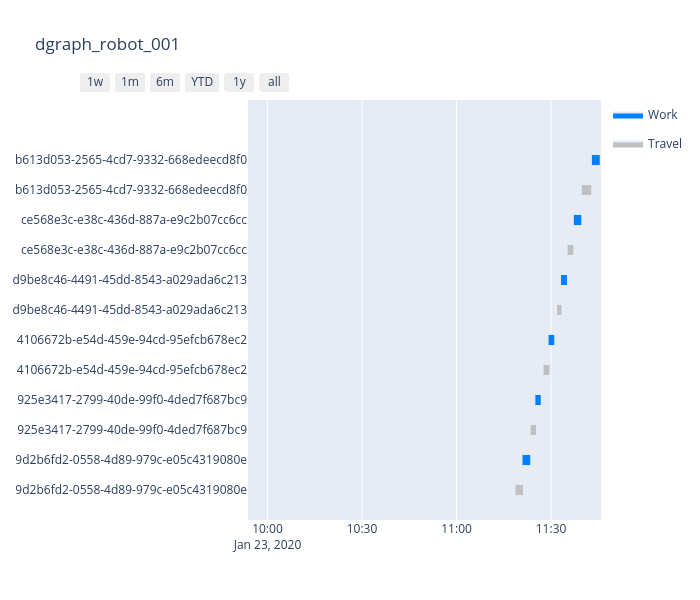 dgraph_robot_001
1w 1m 6m YTD 1y all
Work
Travel
b613d053-2565-4cd7-9332-668edeecd8f0
b613d053-2565-4cd7-9332-668edeecd8f0
ce568e3c-e38c-436d-887a-e9c2b07cc6cc
ce568e3c-e38c-436d-887a-e9c2b07cc6cc
d9be8c46-4491-45dd-8543-a029ada6c213
d9be8c46-4491-45dd-8543-a029ada6c213
4106672b-e54d-459e-94cd-95efcb678ec2
4106672b-e54d-459e-94cd-95efcb678ec2
925e3417-2799-40de-99f0-4ded7f687bc9
925e3417-2799-40de-99f0-4ded7f687bc9
9d2b6fd2-0558-4d89-979c-e05c4319080e
9d2b6fd2-0558-4d89-979c-e05c4319080e
10:00 10:30 11:00 11:30
Jan 23, 2020